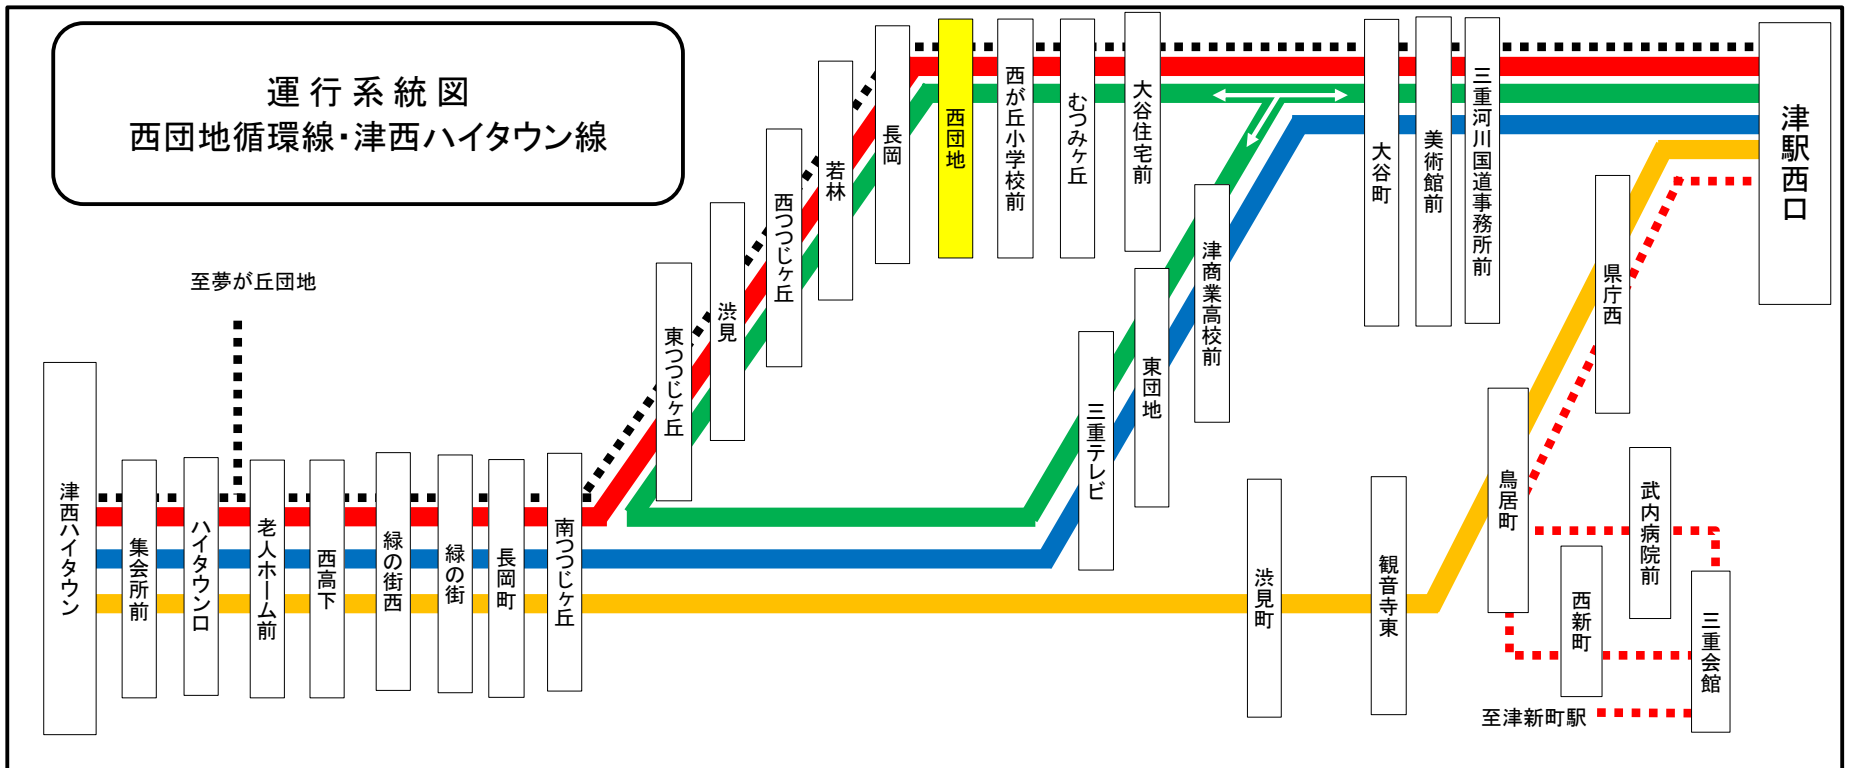 運行系統図
西団地循環線・津西ハイタウン線
至夢が丘団地
津西ハイタウン
集会所前
ハイタウン口
老人ホーム前
西高下
緑の街西
緑の街
長岡町
南つつじヶ丘
東つつじヶ丘
渋見
西つつじヶ丘
若林
長岡
西団地
西が丘小学校前
むつみヶ丘
大谷住宅前
三重テレビ
東団地
津商業高校前
大谷町
美術館前
三重河川国道事務所前
津駅西口
渋見町
観音寺東
鳥居町
県庁西
西新町
武内病院前
三重会館
至津新町駅